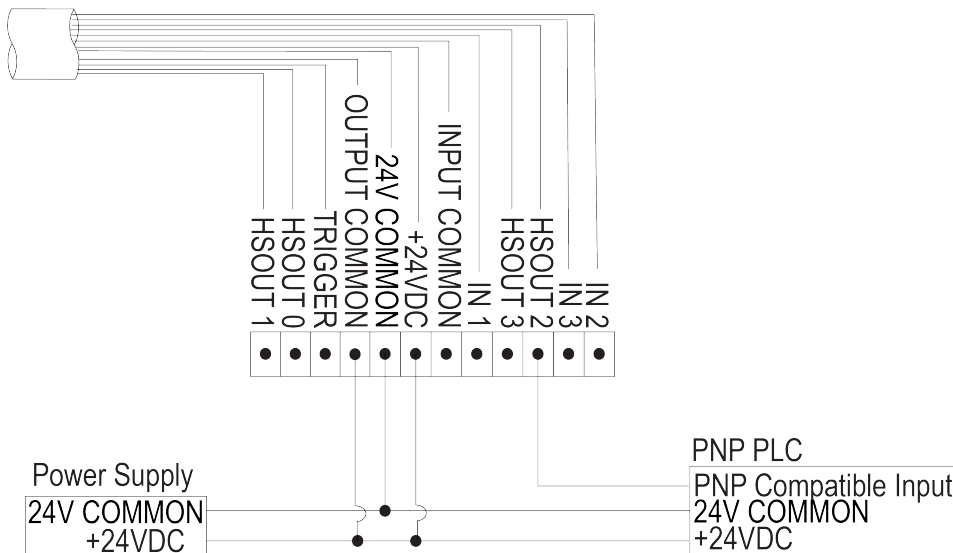 HSOUT 1
HSOUT 0
TRIGGER
OUTPUT COMMON
24V COMMON
+24VDC
INPUT COMMON
IN 1
HSOUT 3
HSOUT 2
IN 3
IN 2
Power Supply
24V COMMON
+24VDC
PNP PLC
PNP Compatible Input
24V COMMON
+24VDC